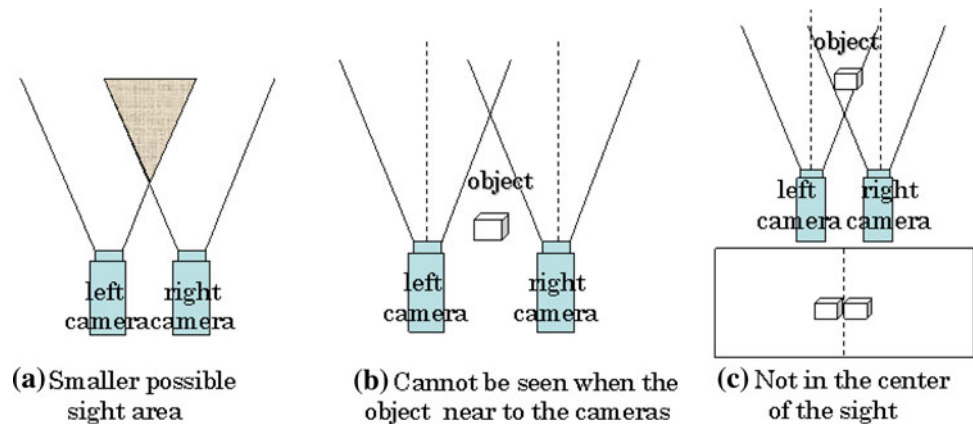 left
camera
right
camera
(a) Smaller possible
sight area
object
left
camera
right
camera
(b) Cannot be seen when the
object near to the cameras
object
left
camera
right
camera
(c) Not in the center
of the sight